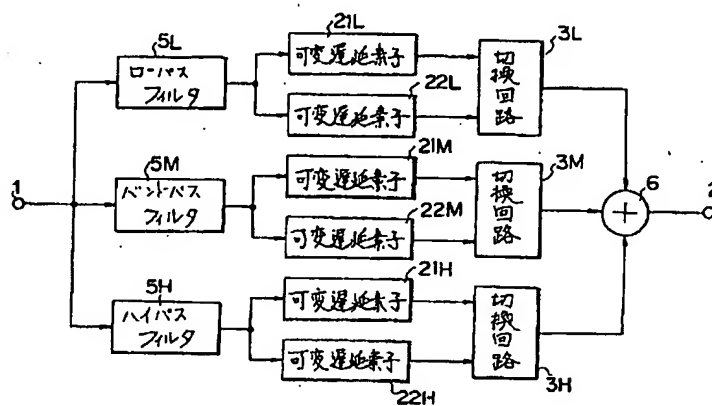 21L
5L
可変遅延素子
3L
ローパス
フィルタ
切換回路
22L
可変遅延素子
21M
5M
可変遅延素子
3M
1
バンドパス
フィルタ
切換回路
6
2
22M
可変遅延素子
21H
5H
可変遅延素子
ハイパス
フィルタ
切換回路
可変遅延素子
22H
3H